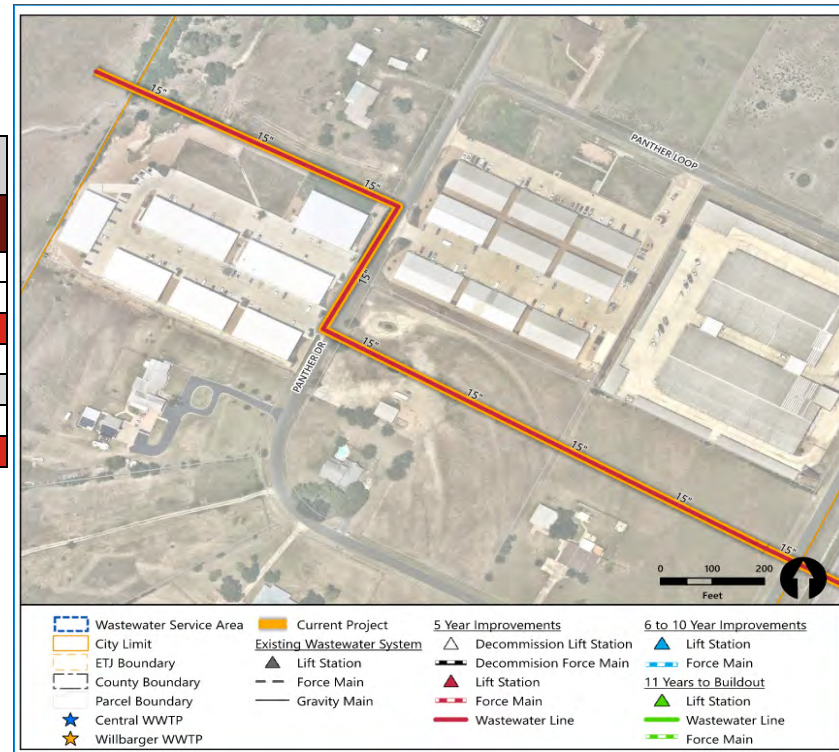 15"
15"
PANTHER LOOP
15"
15"
15"
PANTHER DR
15"
15"
15"
15"
0 100 200
Feet
Wastewater Service Area
City Limit
ETJ Boundary
County Boundary
Parcel Boundary
Central WWTP
Willbarger WWTP
Current Project
Existing Wastewater System
Lift Station
Force Main
Gravity Main
5 Year Improvements
Decommission Lift Station
Decommision Force Main
Lift Station
Force Main
Wastewater Line
6 to 10 Year Improvements
Lift Station
Force Main
11 Years to Buildout
Lift Station
Wastewater Line
Force Main